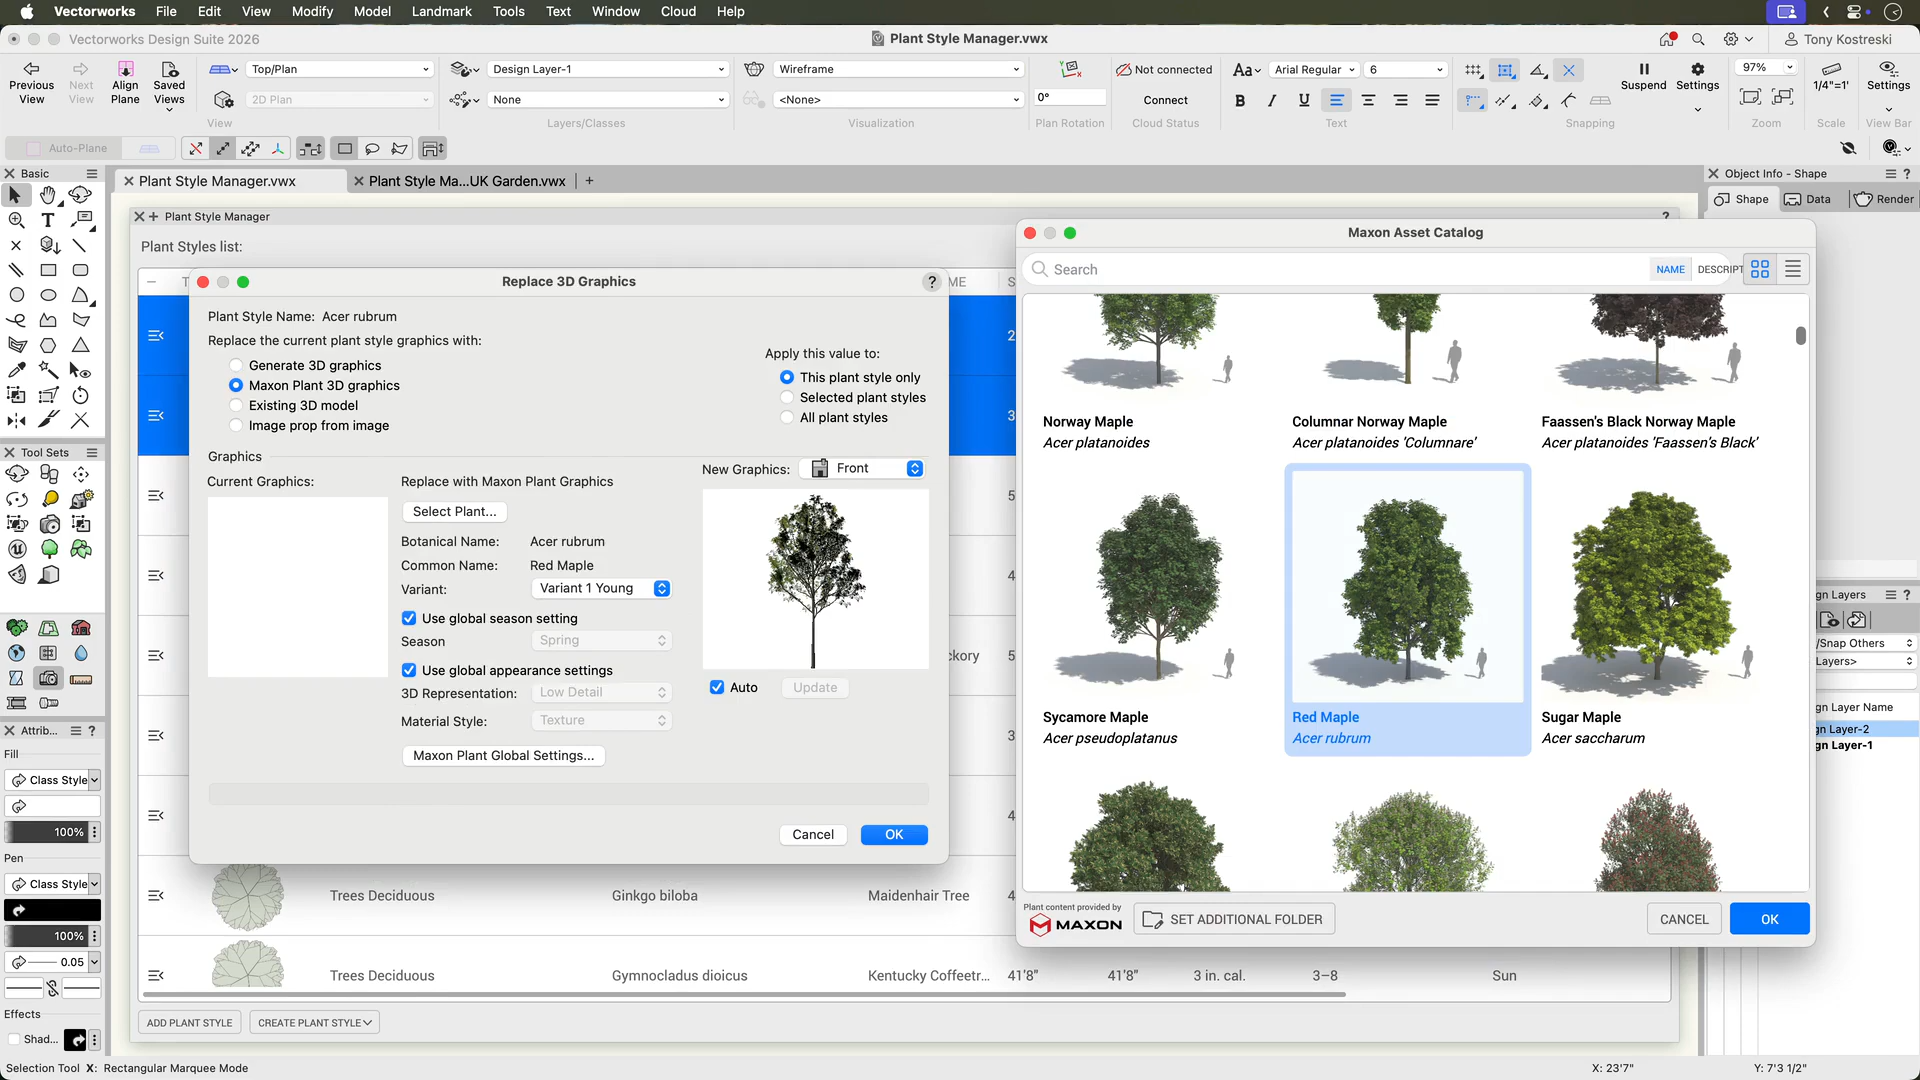 Vectorworks File Edit View Modify Model Landmark Tools Text Window Cloud Help
Vectorworks Design Suite 2026
Plant Style Manager.vwx
Tony Kostreski
Previous View
Next View
Align Plane
Saved Views
Top/Plan
2D Plan
View
Design Layer-1
None
Layers/Classes
Wireframe
<None>
Visualization
0°
Plan Rotation
Not connected
Connect
Cloud Status
Aa
Arial Regular
6
B I U
Text
Snapping
Suspend
Settings
97%
Zoom
1/4"=1'
Scale
Settings
View Bar
Auto-Plane
Basic
Plant Style Manager.vwx
Plant Style Ma...UK Garden.vwx
Object Info - Shape
?
Shape
Data
Render
Plant Style Manager
?
Plant Styles list:
Replace 3D Graphics
?
Plant Style Name: Acer rubrum
Replace the current plant style graphics with:
Generate 3D graphics
Maxon Plant 3D graphics
Existing 3D model
Image prop from image
Apply this value to:
This plant style only
Selected plant styles
All plant styles
Graphics
Current Graphics:
Replace with Maxon Plant Graphics
Select Plant...
Botanical Name: Acer rubrum
Common Name: Red Maple
Variant: Variant 1 Young
Use global season setting
Season Spring
Use global appearance settings
3D Representation: Low Detail
Material Style: Texture
Maxon Plant Global Settings...
New Graphics: Front
Auto
Update
Cancel
OK
Trees Deciduous Ginkgo biloba Maidenhair Tree
Trees Deciduous Gymnocladus dioicus Kentucky Coffeetr... 41'8" 41'8" 3 in. cal. 3–8 Sun
ADD PLANT STYLE
CREATE PLANT STYLE
Maxon Asset Catalog
Search
NAME
DESCRIPT
Norway Maple
Acer platanoides
Columnar Norway Maple
Acer platanoides 'Columnare'
Faassen's Black Norway Maple
Acer platanoides 'Faassen's Black'
Sycamore Maple
Acer pseudoplatanus
Red Maple
Acer rubrum
Sugar Maple
Acer saccharum
Plant content provided by
MAXON
SET ADDITIONAL FOLDER
CANCEL
OK
Tool Sets
Attrib...
?
Fill
Class Style
100%
Pen
Class Style
100%
0.05
Effects
Shad...
gn Layers
?
/Snap Others
Layers>
gn Layer Name
gn Layer-2
gn Layer-1
Selection Tool X: Rectangular Marquee Mode
X: 23'7"
Y: 7'3 1/2"